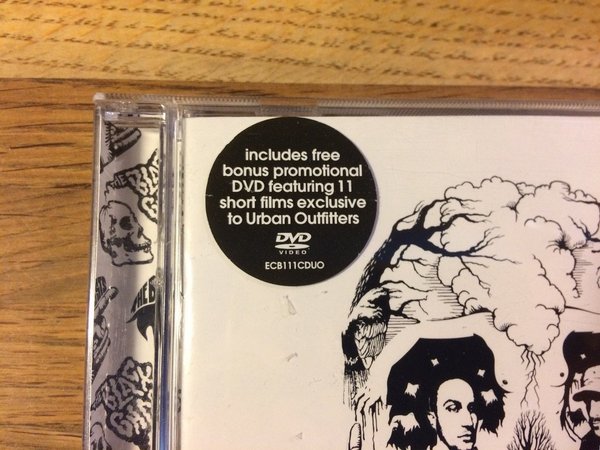 includes free
bonus promotional
DVD featuring 11
short films exclusive
to Urban Outfitters
DVD
VIDEO
ECB111CDUO